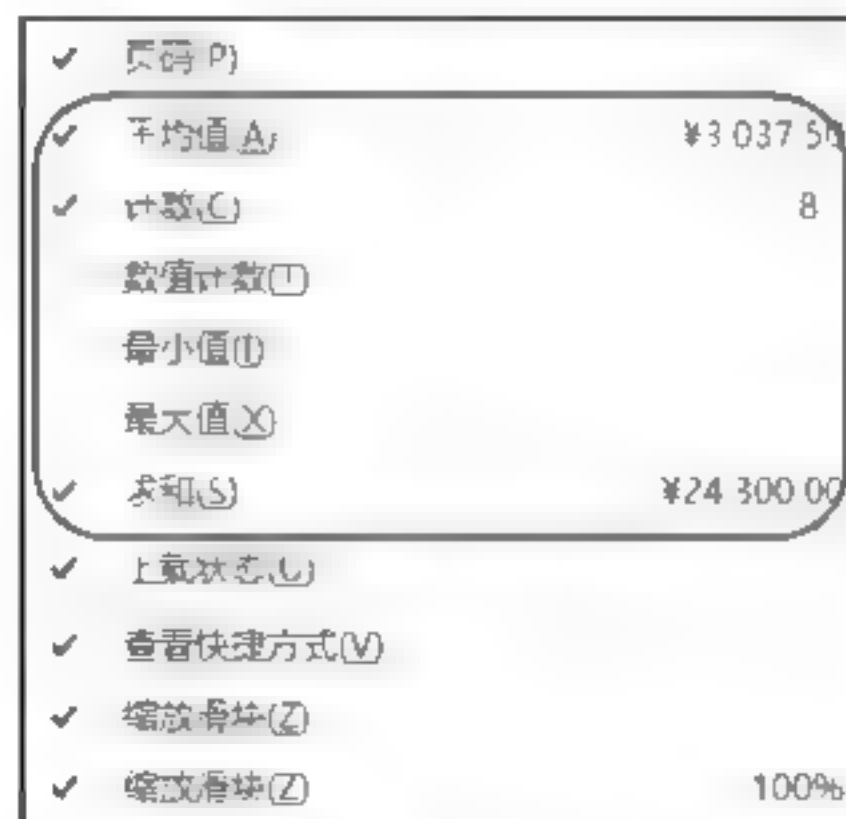 ✓ 页码(P)
✓ 平均值(A) ¥3,037.50
✓ 计数(C) 8
数值计数(T)
最小值(I)
最大值(X)
✓ 求和(S) ¥24,300.00
✓ 上载状态(U)
✓ 查看快捷方式(V)
✓ 缩放滑块(Z)
✓ 缩放滑块(Z) 100%